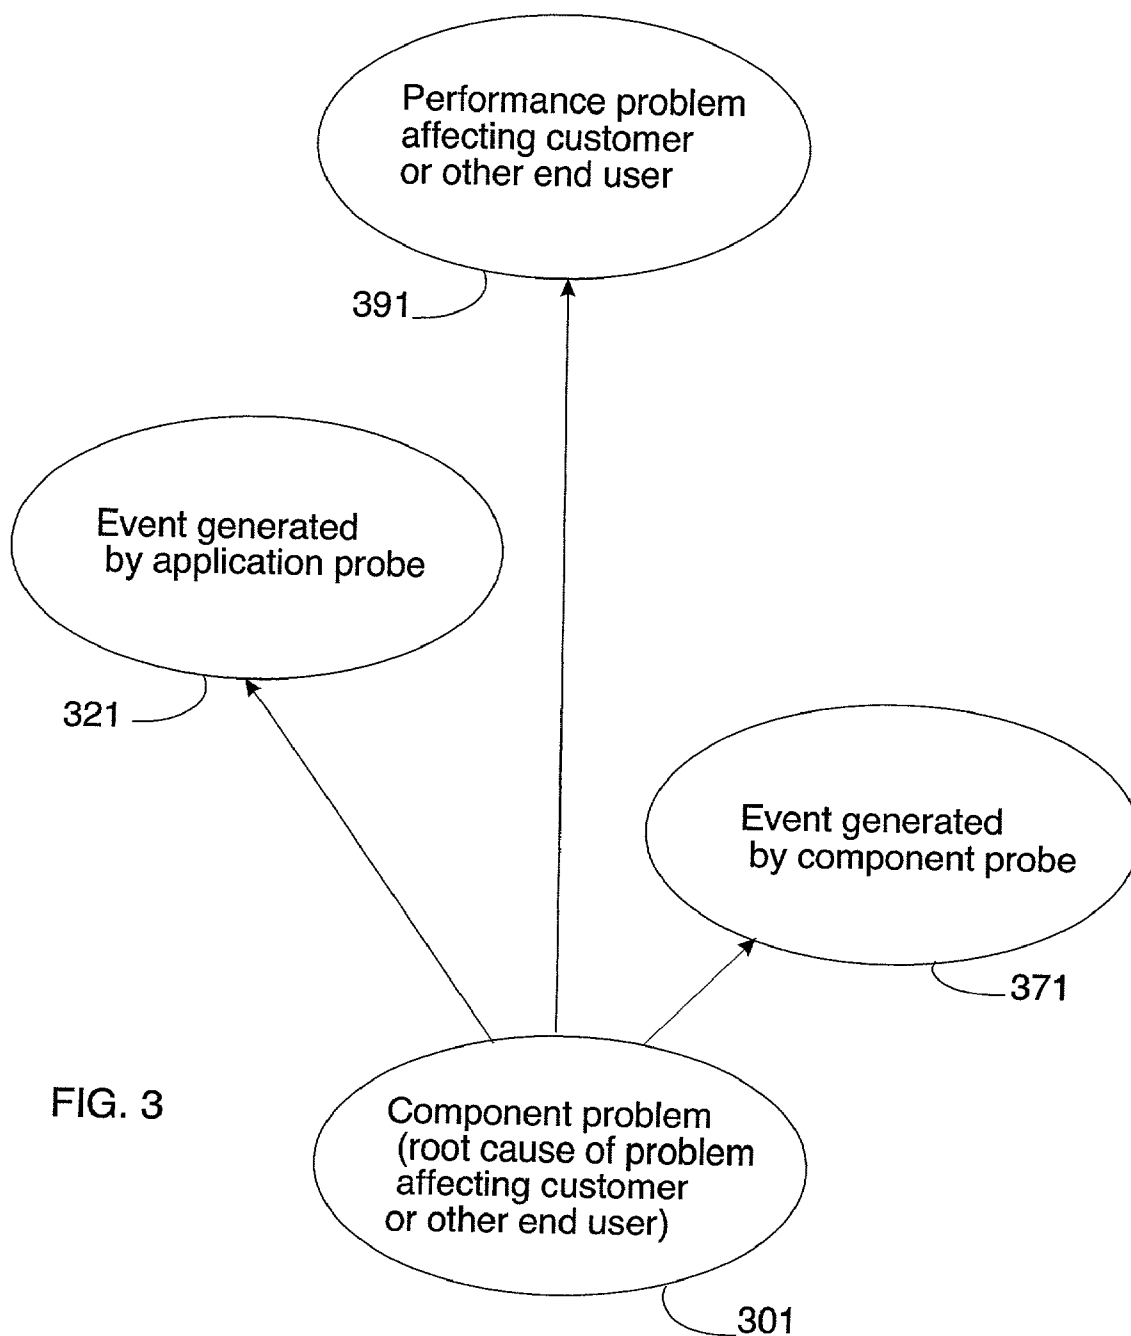 Performance problem
affecting customer
or other end user
391
Event generated
by application probe
321
Event generated
by component probe
371
FIG. 3
Component problem
(root cause of problem
affecting customer
or other end user)
301